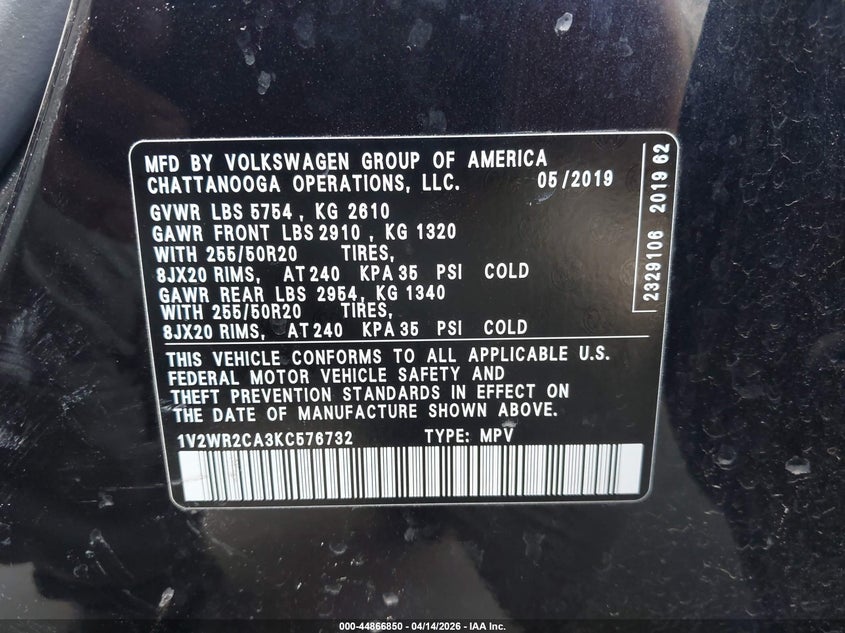 MFD BY VOLKSWAGEN GROUP OF AMERICA
CHATTANOOGA OPERATIONS, LLC. 05/2019
GVWR LBS 5754 , KG 2610
GAWR FRONT LBS 2910 , KG 1320
WITH 255/50R20 TIRES,
8JX20 RIMS, AT 240 KPA 35 PSI COLD
GAWR REAR LBS 2954, KG 1340
WITH 255/50R20 TIRES,
8JX20 RIMS, AT 240 KPA 35 PSI COLD
THIS VEHICLE CONFORMS TO ALL APPLICABLE U.S.
FEDERAL MOTOR VEHICLE SAFETY AND
THEFT PREVENTION STANDARDS IN EFFECT ON
THE DATE OF MANUFACTURE SHOWN ABOVE.
1V2WR2CA3KC576732 TYPE: MPV
2329106 2019 62
000-44866850 - 04/14/2026 - IAA Inc.